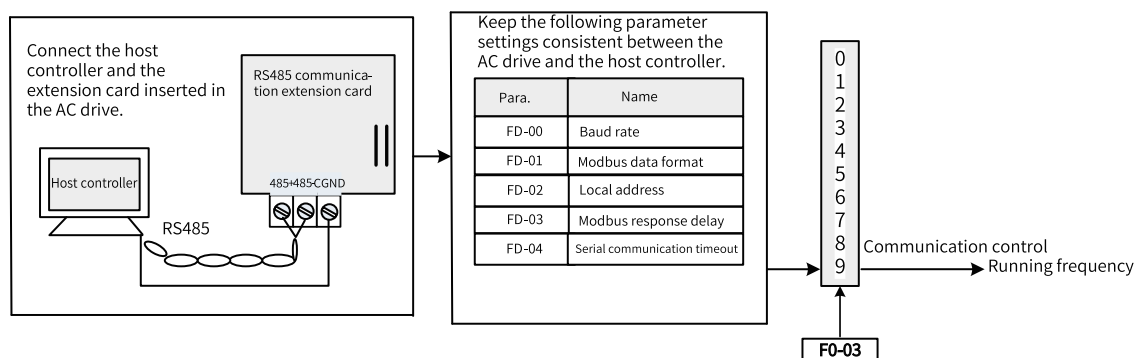 Connect the host
controller and the
extension card inserted in
the AC drive.
RS485 communica-
tion extension card
485+485-CGND
Host controller
RS485
Keep the following parameter
settings consistent between the
AC drive and the host controller.
Para. Name
FD-00 Baud rate
FD-01 Modbus data format
FD-02 Local address
FD-03 Modbus response delay
FD-04 Serial communication timeout
0
1
2
3
4
5
6
7
8
9
Communication control
Running frequency
F0-03